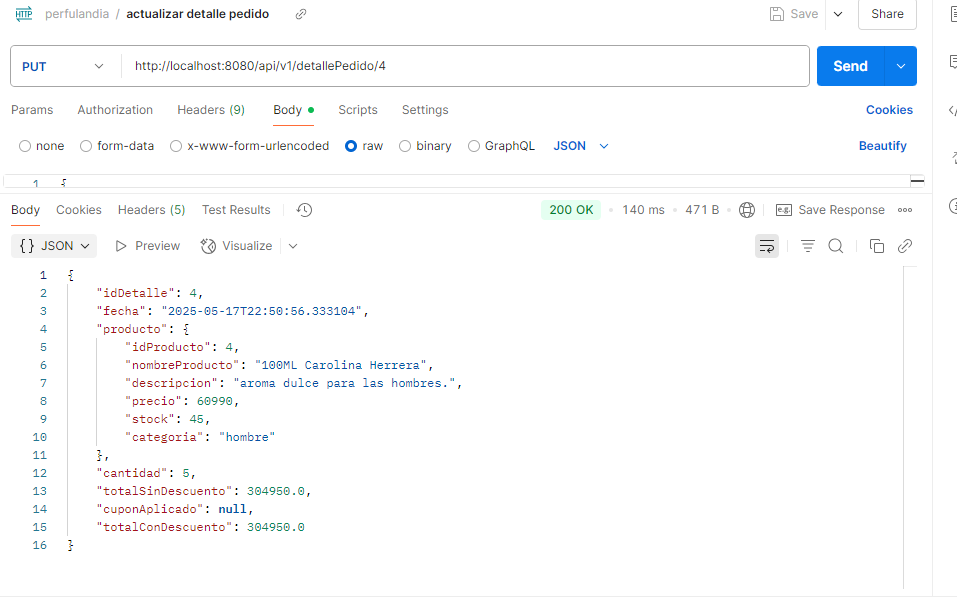 HTTP perfulandia / actualizar detalle pedido Save Share
PUT http://localhost:8080/api/v1/detallePedido/4 Send
Params Authorization Headers (9) Body Scripts Settings Cookies
none form-data x-www-form-urlencoded raw binary GraphQL JSON Beautify
1 {
Body Cookies Headers (5) Test Results 200 OK 140 ms 471 B e.g. Save Response
{} JSON Preview Visualize
1 {
2 "idDetalle": 4,
3 "fecha": "2025-05-17T22:50:56.333104",
4 "producto": {
5 "idProducto": 4,
6 "nombreProducto": "100ML Carolina Herrera",
7 "descripcion": "aroma dulce para las hombres.",
8 "precio": 60990,
9 "stock": 45,
10 "categoria": "hombre"
11 },
12 "cantidad": 5,
13 "totalSinDescuento": 304950.0,
14 "cuponAplicado": null,
15 "totalConDescuento": 304950.0
16 }